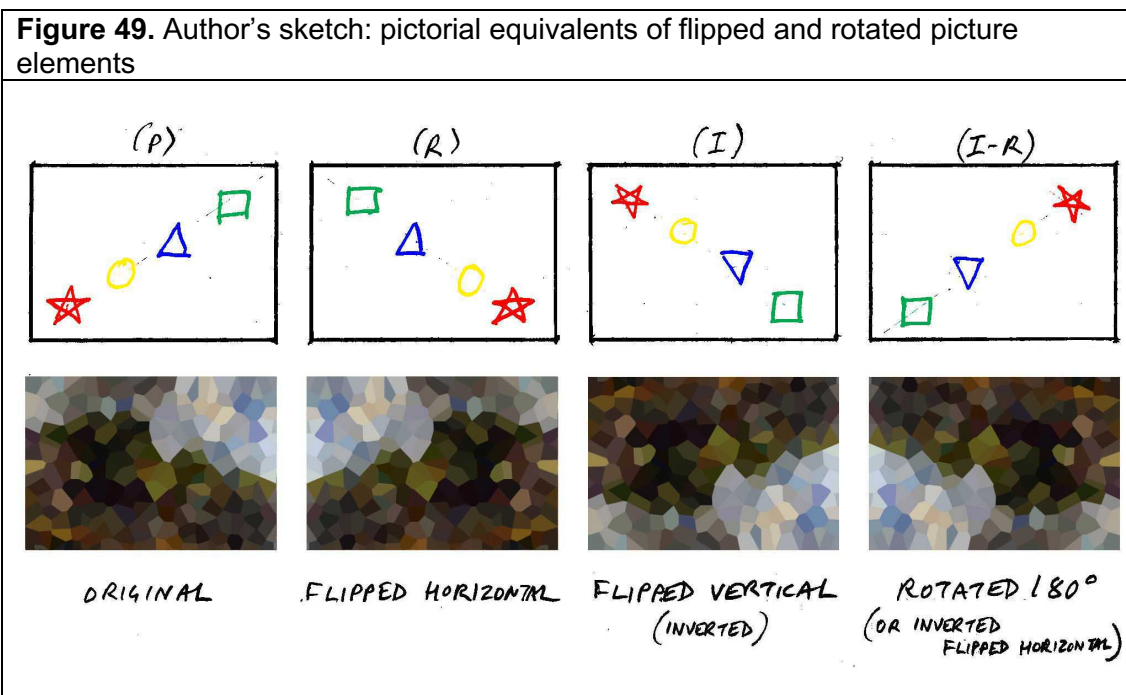 Figure 49. Author's sketch: pictorial equivalents of flipped and rotated picture
elements
(P)
(R)
(I)
(I-R)
ORIGINAL
FLIPPED HORIZONTAL
FLIPPED VERTICAL
(INVERTED)
ROTATED 180°
(OR INVERTED
FLIPPED HORIZONTAL)